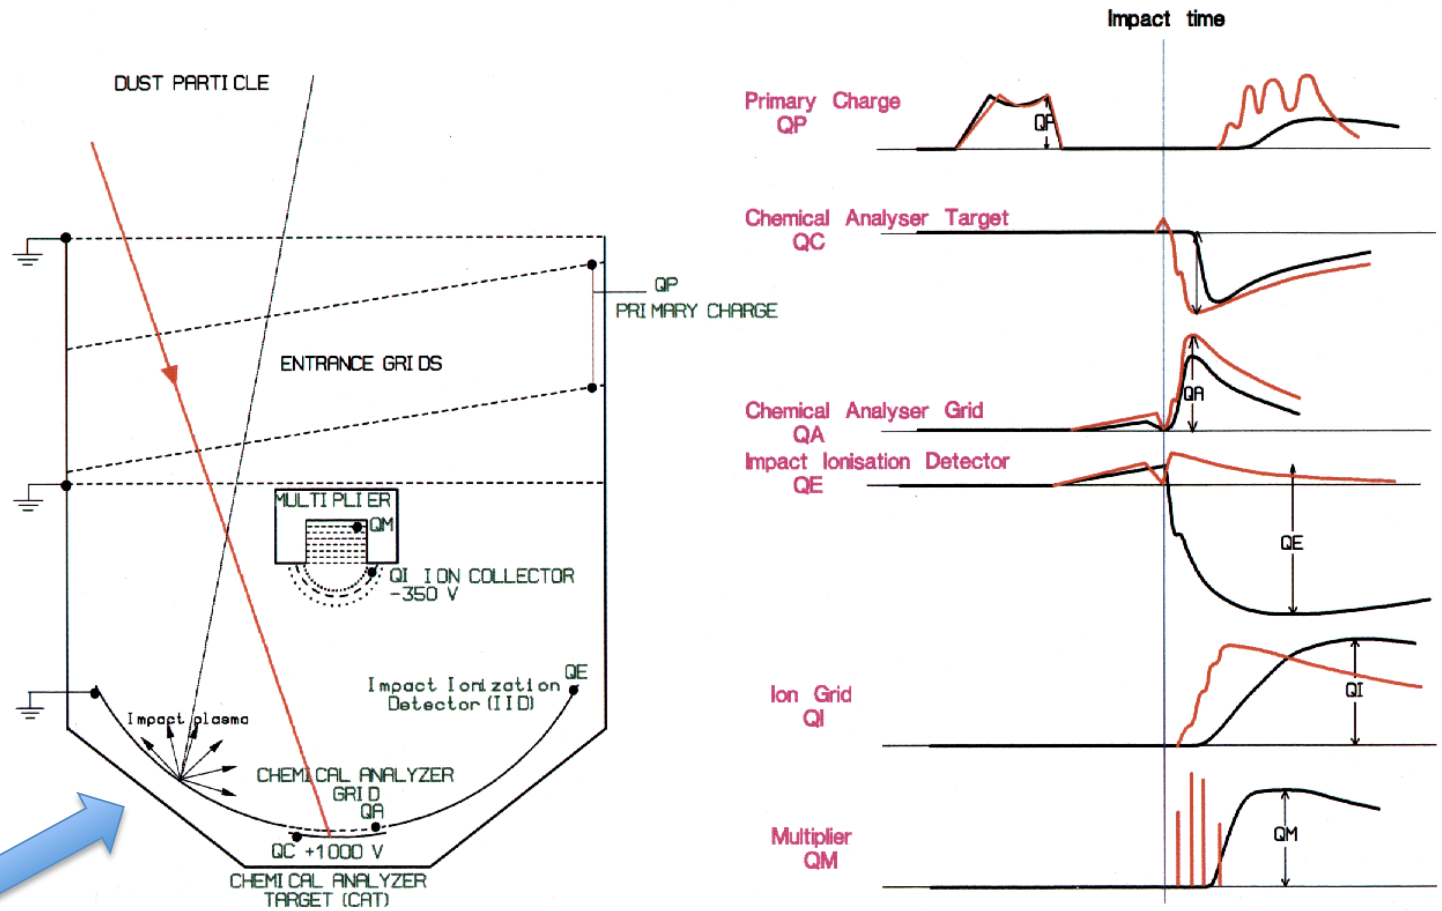 DUST PARTICLE
QP
PRIMARY CHARGE
ENTRANCE GRIDS
MULTIPLIER
QM
QI ION COLLECTOR
-350 V
QE
Impact Ionization
Detector (IID)
Impact plasma
CHEMICAL ANALYZER
GRID
QA
QC +1000 V
CHEMICAL ANALYZER
TARGET (CAT)
Impact time
Primary Charge
QP
QP
Chemical Analyser Target
QC
Chemical Analyser Grid
QA
QA
Impact Ionisation Detector
QE
QE
Ion Grid
QI
QI
Multiplier
QM
QM